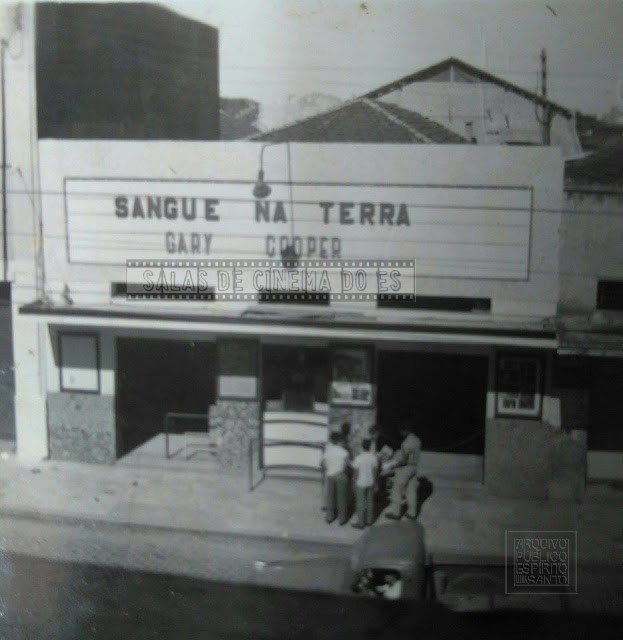 SANGUE NA TERRA
GARY COOPER
SALAS DE CINEMA DO ES
ARQUIVO
PÚBLICO
ESPÍRITO
SANTO